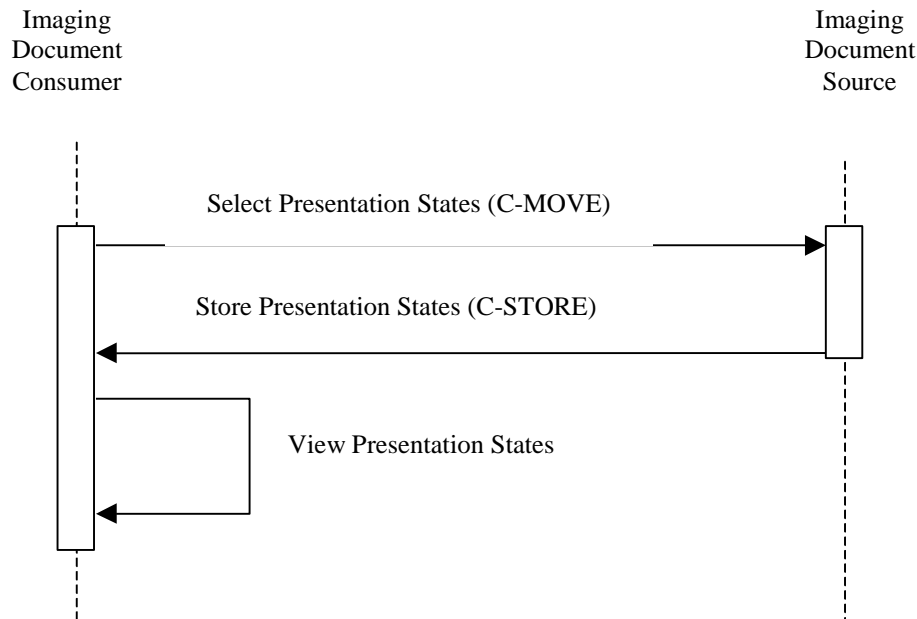 Imaging
Document
Consumer
Imaging
Document
Source
Select Presentation States (C-MOVE)
Store Presentation States (C-STORE)
View Presentation States